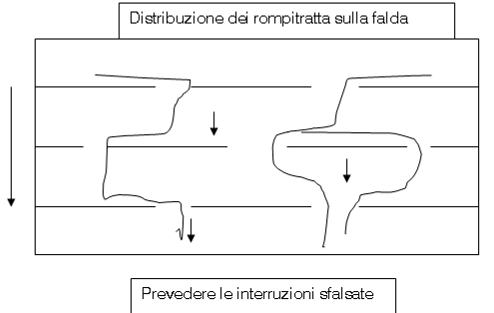 Distribuzione dei rompitratta sulla falda
Prevedere le interruzioni sfalsate